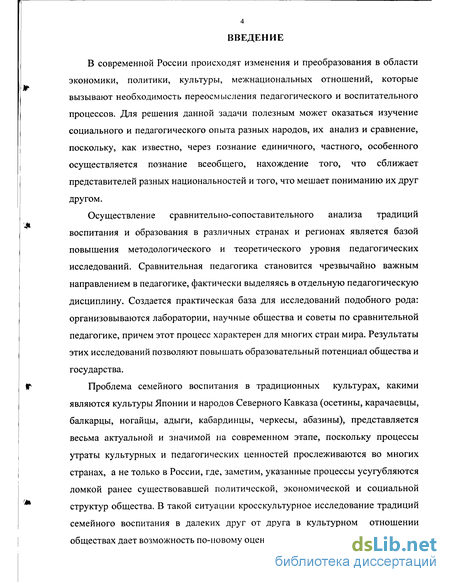 4
ВВЕДЕНИЕ
В современной России происходят изменения и преобразования в области
экономики, политики, культуры, межнациональных отношений, которые
вызывают необходимость переосмысления педагогического и воспитательного
процессов. Для решения данной задачи полезным может оказаться изучение
социального и педагогического опыта разных народов, их анализ и сравнение,
поскольку, как известно, через познание единичного, частного, особенного
осуществляется познание всеобщего, нахождение того, что сближает
представителей разных национальностей и того, что мешает пониманию их друг
другом.
Осуществление сравнительно-сопоставительного анализа традиций
воспитания и образования в различных странах и регионах является базой
повышения методологического и теоретического уровня педагогических
исследований. Сравнительная педагогика становится чрезвычайно важным
направлением в педагогике, фактически выделяясь в отдельную педагогическую
дисциплину. Создается практическая база для исследований подобного рода:
организовываются лаборатории, научные общества и советы по сравнительной
педагогике, причем этот процесс характерен для многих стран мира. Результаты
этих исследований позволяют повышать образовательный потенциал общества и
государства.
Проблема семейного воспитания в традиционных культурах, какими
являются культуры Японии и народов Северного Кавказа (осетины, карачаевцы,
балкарцы, ногайцы, адыги, кабардинцы, черкесы, абазины), представляется
весьма актуальной и значимой на современном этапе, поскольку процессы
утраты культурных и педагогических ценностей прослеживаются во многих
странах, а не только в России, где, заметим, указанные процессы усугубляются
ломкой ранее существовавшей политической, экономической и социальной
структур общества. В такой ситуации кросскультурное исследование традиций
семейного воспитания в далеких друг от друга в культурном отношении
обществах дает возможность по-новому оцен
dslib.net
библиотека диссертаций